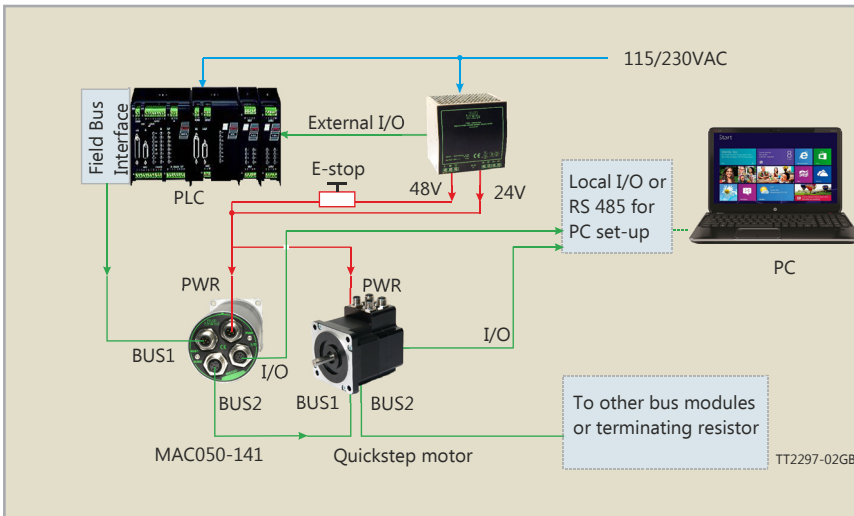 115/230VAC
Field Bus
Interface
External I/O
PLC
E-stop
48V
24V
Local I/O or
RS 485 for
PC set-up
Start
PC
PWR
PWR
BUS1
I/O
I/O
BUS2
BUS1
BUS2
MAC050-141
Quickstep motor
To other bus modules
or terminating resistor
TT2297-02GB